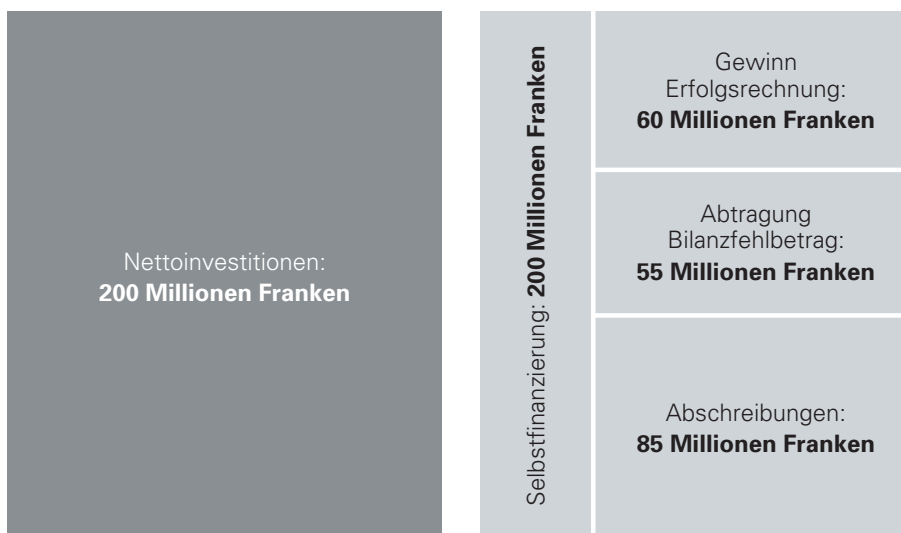 Nettoinvestitionen:
200 Millionen Franken
Selbstfinanzierung: 200 Millionen Franken
Gewinn
Erfolgsrechnung:
60 Millionen Franken
Abtragung
Bilanzfehlbetrag:
55 Millionen Franken
Abschreibungen:
85 Millionen Franken